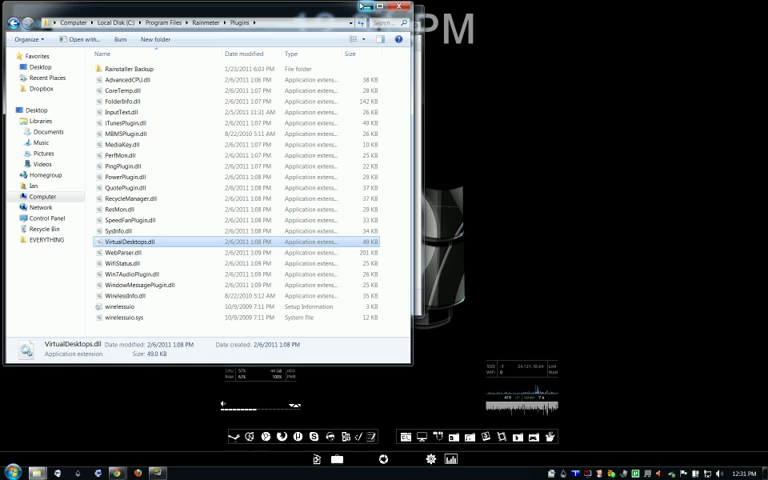 PM
Computer ▸ Local Disk (C:) ▸ Program Files ▸ Rainmeter ▸ Plugins ▸
Search...
Organize ▾ Open with... Burn New folder
Name Date modified Type Size
Favorites
Desktop
Recent Places
Dropbox
Desktop
Libraries
Documents
Music
Pictures
Videos
Homegroup
Ian
Computer
Network
Control Panel
Recycle Bin
EVERYTHING
Rainstaller Backup 1/23/2011 6:03 PM File folder
AdvancedCPU.dll 2/6/2011 1:06 PM Application extens... 38 KB
CoreTemp.dll 2/6/2011 1:07 PM Application extens... 28 KB
FolderInfo.dll 2/6/2011 1:07 PM Application extens... 142 KB
InputText.dll 2/5/2011 11:31 AM Application extens... 26 KB
iTunesPlugin.dll 2/6/2011 1:07 PM Application extens... 49 KB
MBM5Plugin.dll 8/22/2010 5:11 AM Application extens... 26 KB
MediaKey.dll 2/6/2011 1:07 PM Application extens... 10 KB
PerfMon.dll 2/6/2011 1:07 PM Application extens... 25 KB
PingPlugin.dll 2/6/2011 1:07 PM Application extens... 22 KB
PowerPlugin.dll 2/6/2011 1:08 PM Application extens... 29 KB
QuotePlugin.dll 2/6/2011 1:08 PM Application extens... 37 KB
RecycleManager.dll 2/6/2011 1:08 PM Application extens... 37 KB
ResMon.dll 2/6/2011 1:08 PM Application extens... 29 KB
SpeedFanPlugin.dll 2/6/2011 1:08 PM Application extens... 33 KB
SysInfo.dll 2/6/2011 1:08 PM Application extens... 34 KB
VirtualDesktops.dll 2/6/2011 1:08 PM Application extens... 49 KB
WebParser.dll 2/6/2011 1:09 PM Application extens... 201 KB
WifiStatus.dll 2/6/2011 1:09 PM Application extens... 25 KB
Win7AudioPlugin.dll 2/6/2011 1:09 PM Application extens... 26 KB
WindowMessagePlugin.dll 2/6/2011 1:09 PM Application extens... 25 KB
WirelessInfo.dll 8/22/2010 5:12 AM Application extens... 35 KB
wirelessuio 10/9/2009 7:11 PM Setup Information 3 KB
wirelessuio.sys 10/9/2009 7:11 PM System file 12 KB
VirtualDesktops.dll Date modified: 2/6/2011 1:08 PM Date created: 2/6/2011 1:08 PM
Application extension Size: 49.0 KB
12:31 PM